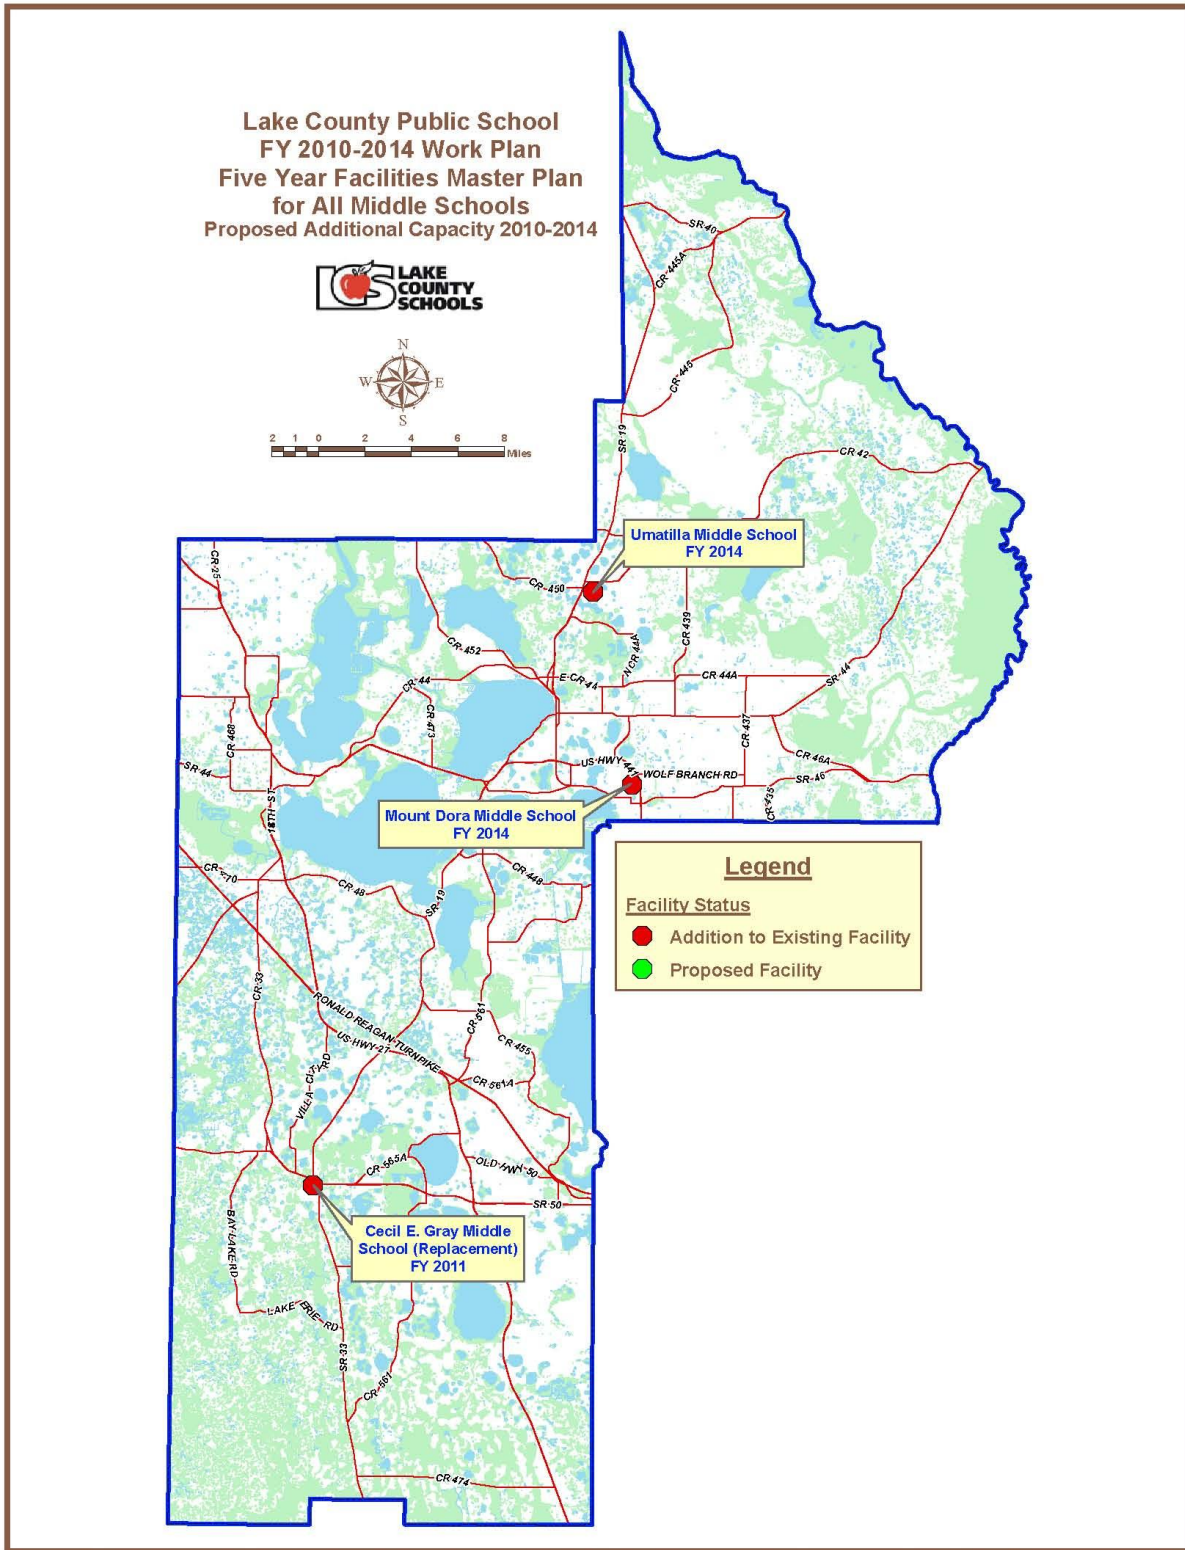 Lake County Public School
FY 2010-2014 Work Plan
Five Year Facilities Master Plan
for All Middle Schools
Proposed Additional Capacity 2010-2014
LCS LAKE
COUNTY
SCHOOLS
N
W E
S
2 1 0 2 4 6 8
Miles
SR 40
CR-445A
CR-445
SR 19
CR 42
Umatilla Middle School
FY 2014
CR-25
CR-450
CR 439
N CR 44A
CR-452
E-CR-44
CR 44A
SR-44
CR-44
CR-473
CR-468
CR-437
US-HWY-441
CR-46A
SR-44
WOLF BRANCH RD
SR-46
CR-435
Mount Dora Middle School
FY 2014
CR-48
SR-19
CR-448
Legend
Facility Status
Addition to Existing Facility
Proposed Facility
CR-33
RONALD REAGAN TURNPIKE
US-HWY-27
CR-561
CR-455
CR-561A
VILLA-CITY RD
CR-565A
OLD-HWY-50
SR-50
Cecil E. Gray Middle
School (Replacement)
FY 2011
BAY-LAKE-RD
LAKE ERIE RD
SR-33
CR-561
CR-474